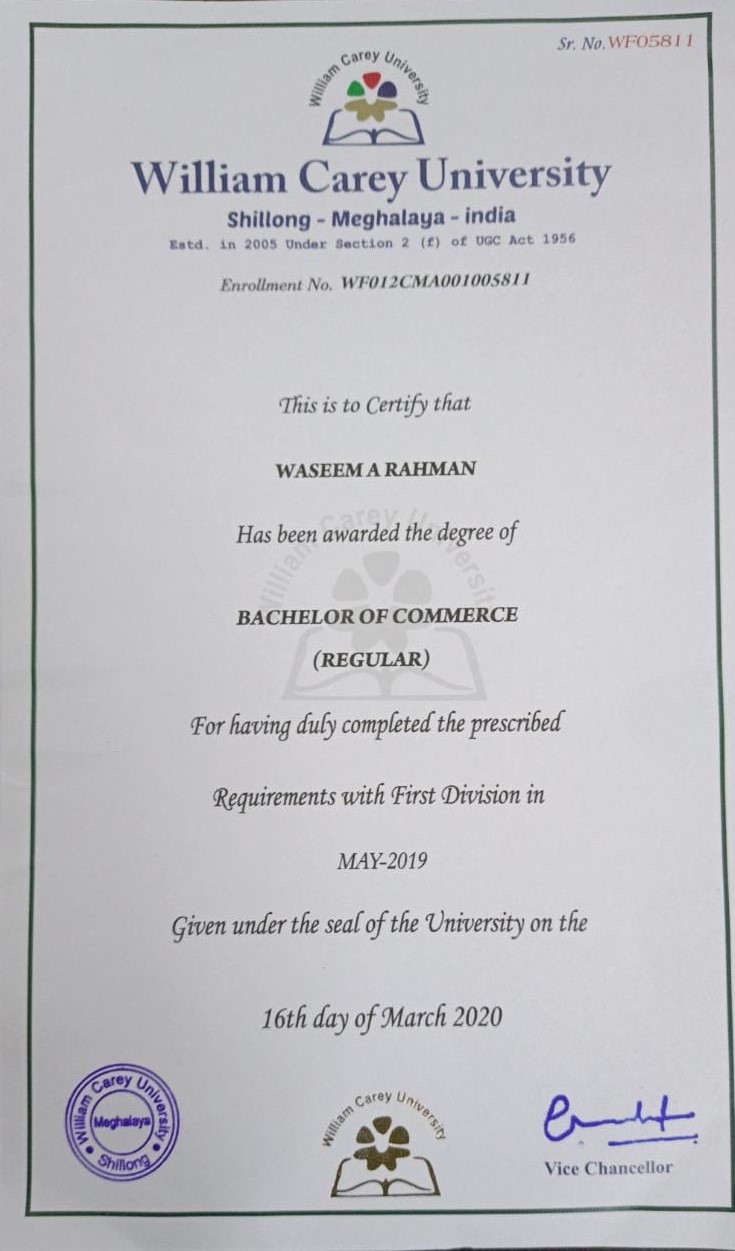 Sr. No. WF05811
William Carey University
William Carey University
Shillong - Meghalaya - india
Estd. in 2005 Under Section 2 (f) of UGC Act 1956
Enrollment No. WF012CMA001005811
This is to Certify that
WASEEM A RAHMAN
Has been awarded the degree of
William Carey University
BACHELOR OF COMMERCE
(REGULAR)
For having duly completed the prescribed
Requirements with First Division in
MAY-2019
Given under the seal of the University on the
16th day of March 2020
William Carey University
Meghalaya
Shillong
William Carey University
Vice Chancellor